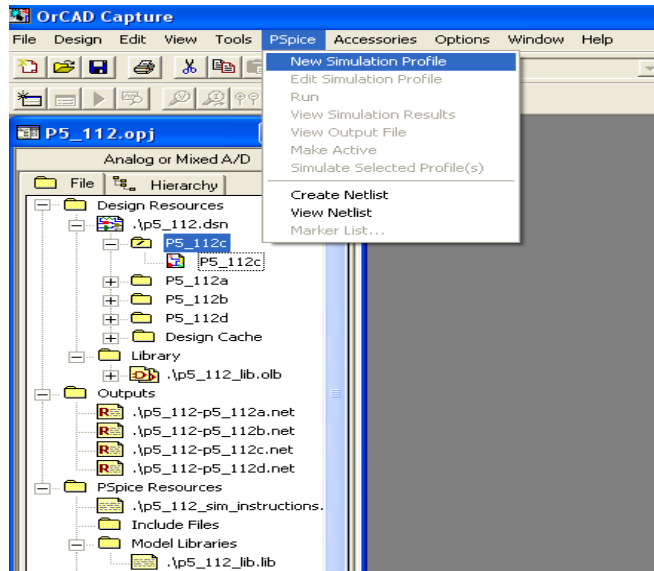 OrCAD Capture
File Design Edit View Tools PSpice Accessories Options Window Help
New Simulation Profile
Edit Simulation Profile
Run
View Simulation Results
View Output File
Make Active
Simulate Selected Profile(s)
Create Netlist
View Netlist
Marker List...
P5_112.opj
Analog or Mixed A/D
File Hierarchy
Design Resources
.\p5_112.dsn
P5_112c
P5_112c
P5_112a
P5_112b
P5_112d
Design Cache
Library
.\p5_112_lib.olb
Outputs
.\p5_112-p5_112a.net
.\p5_112-p5_112b.net
.\p5_112-p5_112c.net
.\p5_112-p5_112d.net
PSpice Resources
.\p5_112_sim_instructions.
Include Files
Model Libraries
.\p5_112_lib.lib